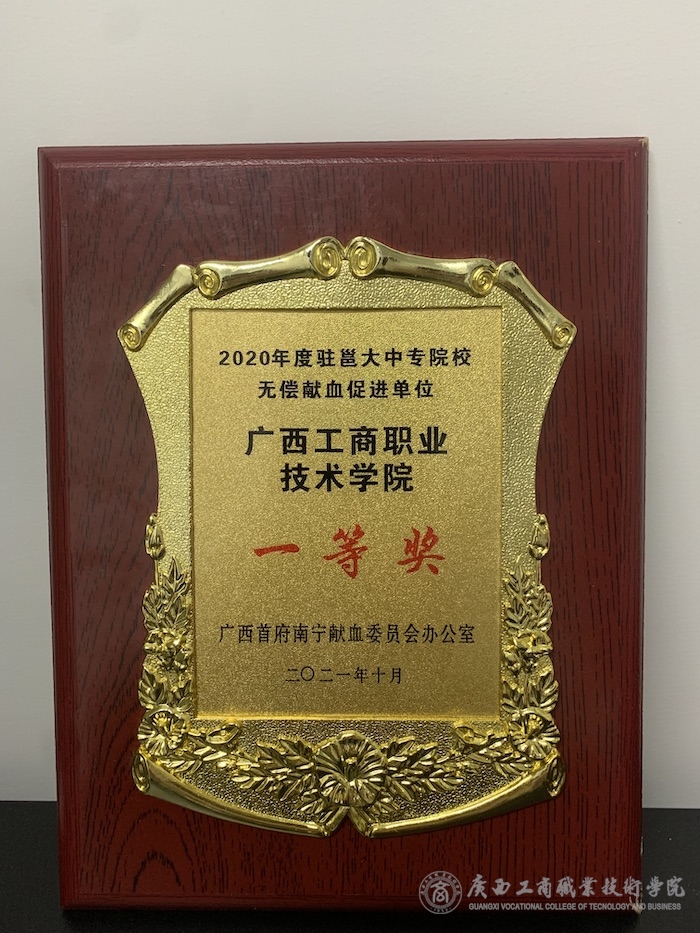 2020年度驻邕大中专院校
无偿献血促进单位
广西工商职业
技术学院
一等奖
广西首府南宁献血委员会办公室
二〇二一年十月
广西工商職業技術学院
GUANGXI VOCATIONAL COLLEGE OF TECNOLOGY AND BUSINESS